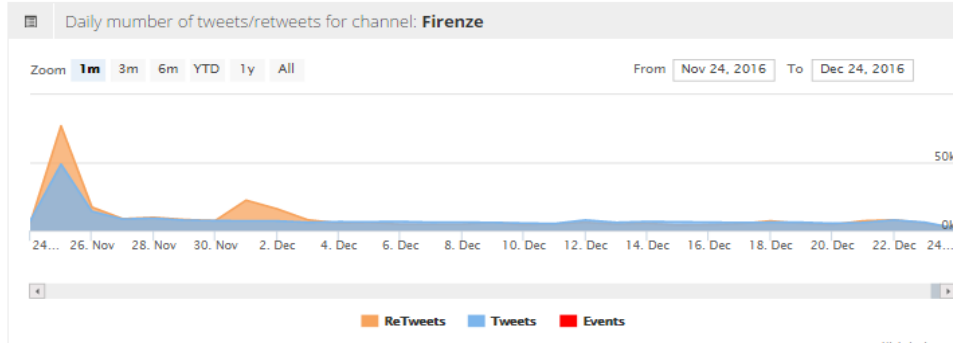 Daily mumber of tweets/retweets for channel: Firenze
Zoom 1m 3m 6m YTD 1y All From Nov 24, 2016 To Dec 24, 2016
50k
0k
24... 26. Nov 28. Nov 30. Nov 2. Dec 4. Dec 6. Dec 8. Dec 10. Dec 12. Dec 14. Dec 16. Dec 18. Dec 20. Dec 22. Dec 24...
ReTweets Tweets Events